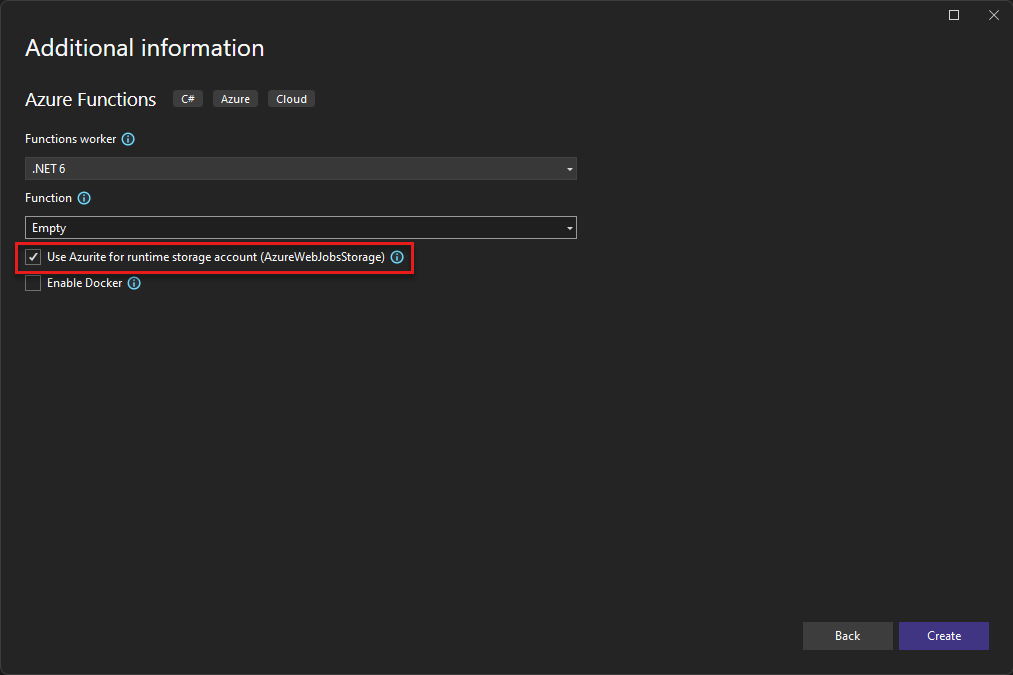 Additional information
Azure Functions C# Azure Cloud
Functions worker
.NET 6
Function
Empty
Use Azurite for runtime storage account (AzureWebJobsStorage)
Enable Docker
Back Create